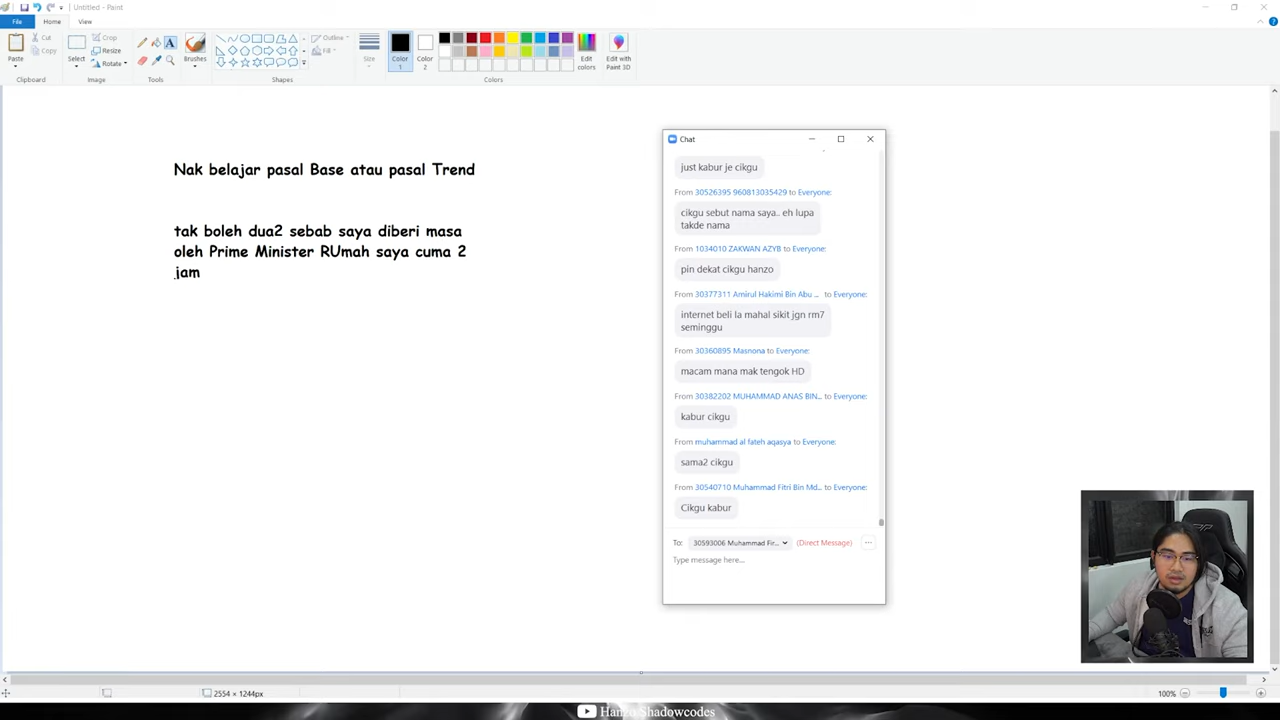 Untitled - Paint
File
Home
View
Paste
Cut
Copy
Clipboard
Select
Crop
Resize
Rotate
Image
A
Tools
Brushes
Outline
Fill
Shapes
Size
Color
1
Color
2
Edit
colors
Edit with
Paint 3D
Colors
Nak belajar pasal Base atau pasal Trend
tak boleh dua2 sebab saya diberi masa
oleh Prime Minister RUmah saya cuma 2
jam
Chat
just kabur je cikgu
From 30526395 960813035429 to Everyone:
cikgu sebut nama saya.. eh lupa
takde nama
From 1034010 ZAKWAN AZYB to Everyone:
pin dekat cikgu hanzo
From 30377311 Amirul Hakimi Bin Abu ... to Everyone:
internet beli la mahal sikit jgn rm7
seminggu
From 30360895 Masnona to Everyone:
macam mana mak tengok HD
From 30382202 MUHAMMAD ANAS BIN... to Everyone:
kabur cikgu
From muhammad al fateh aqasya to Everyone:
sama2 cikgu
From 30540710 Muhammad Fitri Bin Md... to Everyone:
Cikgu kabur
To: 30593006 Muhammad Fir... (Direct Message) ...
Type message here...
2554 × 1244px
100%
Hanzo Shadowcodes